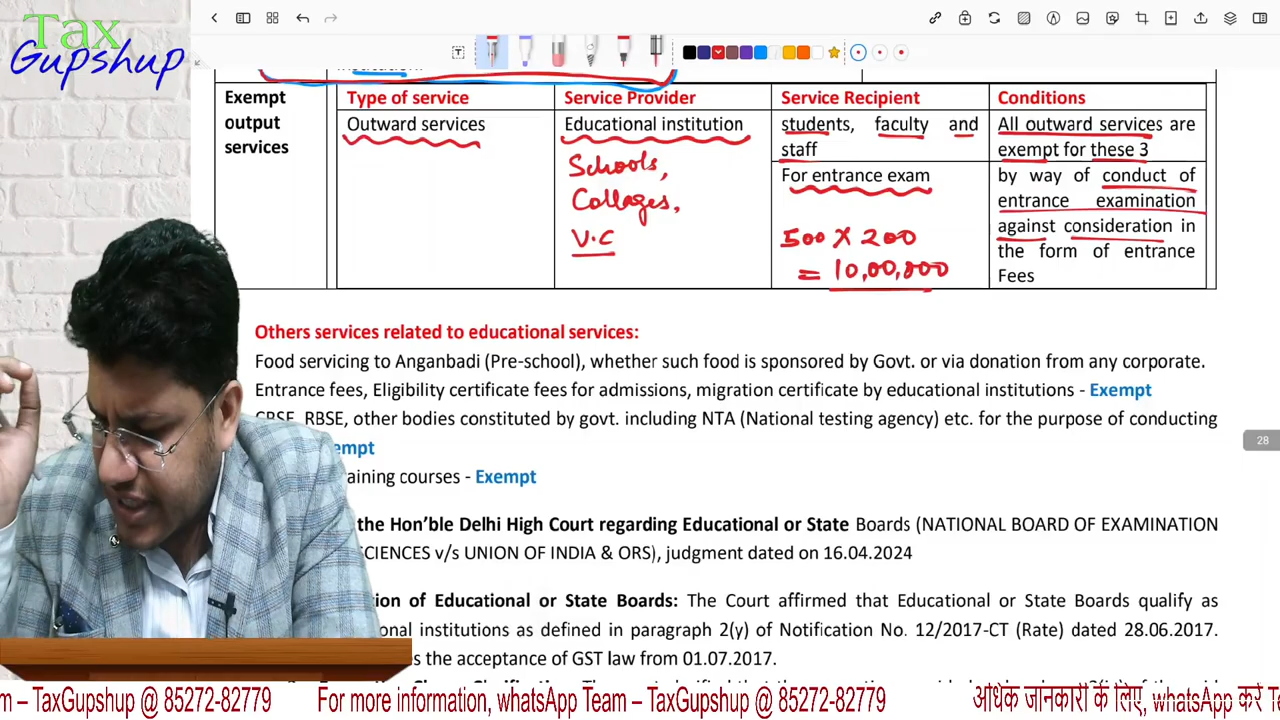 Tax
Gupshup
T
Exempt output services
Type of service
Service Provider
Service Recipient
Conditions
Outward services
Educational institution
students, faculty and staff
All outward services are exempt for these 3
Schools,
Collages,
V.C
For entrance exam
500 X 200
= 10,00,000
by way of conduct of entrance examination against consideration in the form of entrance Fees
Others services related to educational services:
Food servicing to Anganbadi (Pre-school), whether such food is sponsored by Govt. or via donation from any corporate.
Entrance fees, Eligibility certificate fees for admissions, migration certificate by educational institutions - Exempt
CBSE, RBSE, other bodies constituted by govt. including NTA (National testing agency) etc. for the purpose of conducting
empt
28
aining courses - Exempt
the Hon’ble Delhi High Court regarding Educational or State Boards (NATIONAL BOARD OF EXAMINATION
SCIENCES v/s UNION OF INDIA & ORS), judgment dated on 16.04.2024
ion of Educational or State Boards: The Court affirmed that Educational or State Boards qualify as
onal institutions as defined in paragraph 2(y) of Notification No. 12/2017-CT (Rate) dated 28.06.2017.
s the acceptance of GST law from 01.07.2017.
m – TaxGupshup @ 85272-82779 For more information, whatsApp Team – TaxGupshup @ 85272-82779 अधिक जानकारी के लिए, whatsApp Te